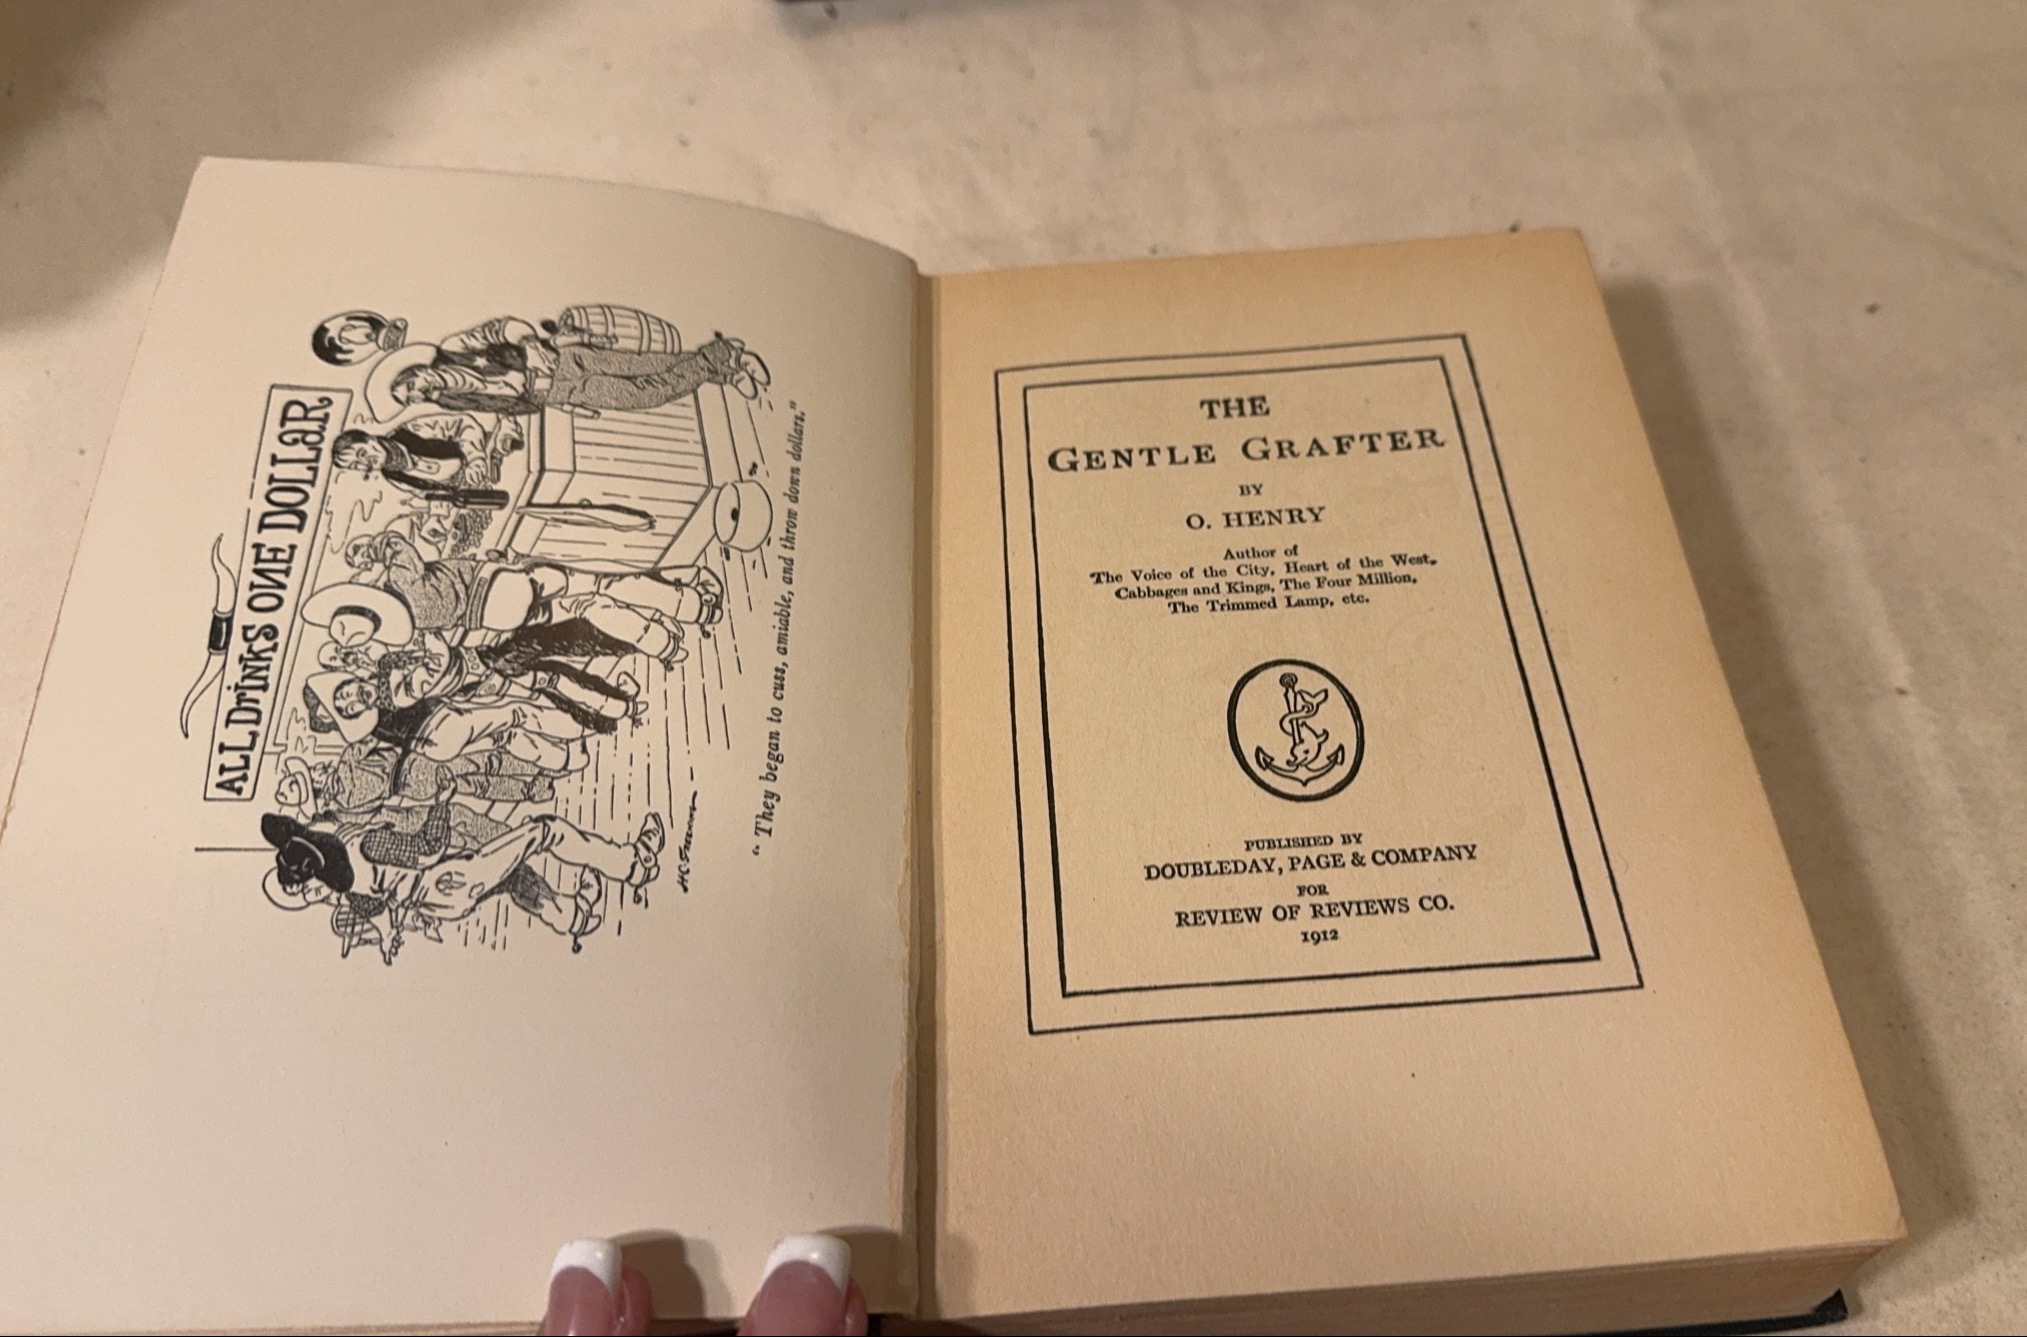 ALL DrINKS ONE DOLLaR
H.C. GREENING
"They began to cuss, amiable, and throw down dollars."
THE
GENTLE GRAFTER
BY
O. HENRY
Author of
The Voice of the City, Heart of the West,
Cabbages and Kings, The Four Million,
The Trimmed Lamp, etc.
PUBLISHED BY
DOUBLEDAY, PAGE & COMPANY
FOR
REVIEW OF REVIEWS CO.
1912